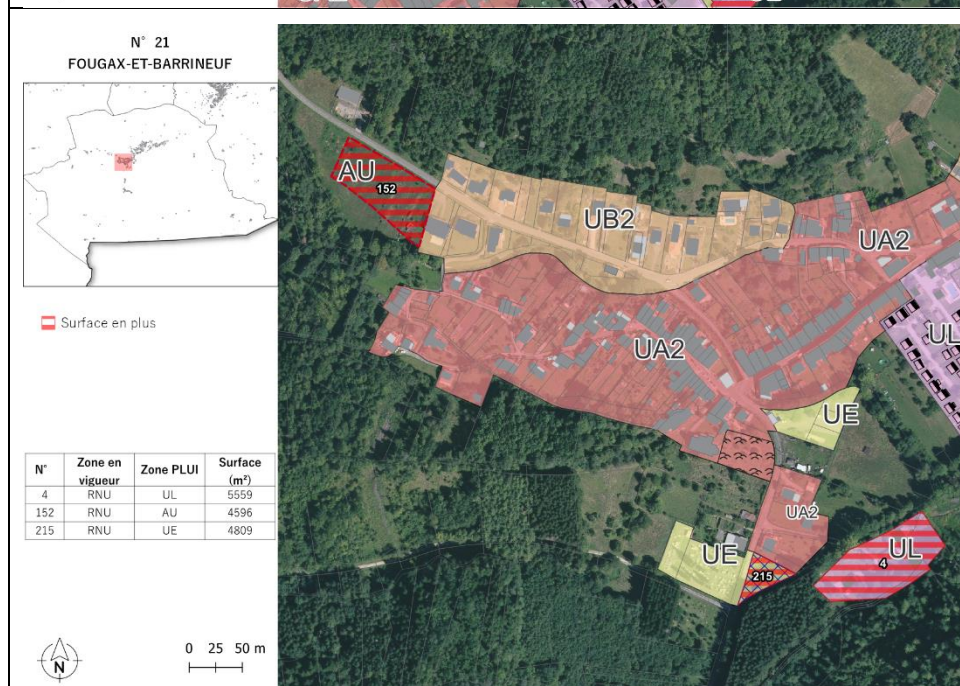 N° 21
FOUGAX-ET-BARRINEUF
Surface en plus
N° Zone en vigueur Zone PLUI Surface (m²)
4 RNU UL 5559
152 RNU AU 4596
215 RNU UE 4809
N
0 25 50 m
AU
152
UB2
UA2
UL
UA2
UE
UA2
UE
215
UL
4